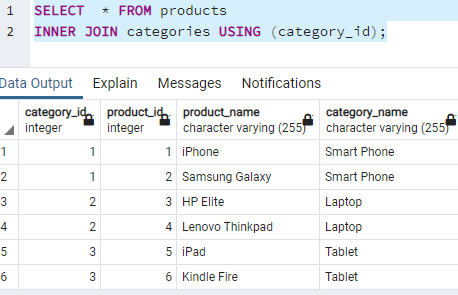 1 SELECT * FROM products
2 INNER JOIN categories USING (category_id);
Data Output Explain Messages Notifications
category_id product_id product_name category_name
integer integer character varying (255) character varying (255)
1 1 1 iPhone Smart Phone
2 1 2 Samsung Galaxy Smart Phone
3 2 3 HP Elite Laptop
4 2 4 Lenovo Thinkpad Laptop
5 3 5 iPad Tablet
6 3 6 Kindle Fire Tablet